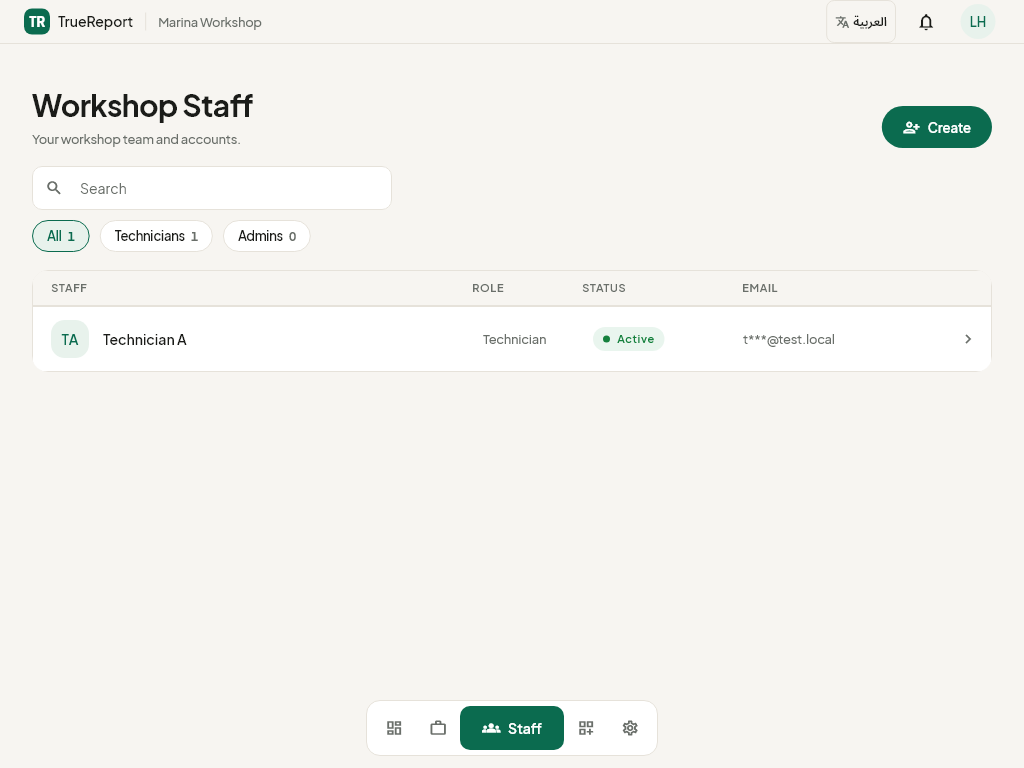 TR TrueReport Marina Workshop العربية LH
Workshop Staff
Your workshop team and accounts.
Create
Search
All 1 Technicians 1 Admins 0
STAFF ROLE STATUS EMAIL
TA Technician A Technician Active t***@test.local
Staff